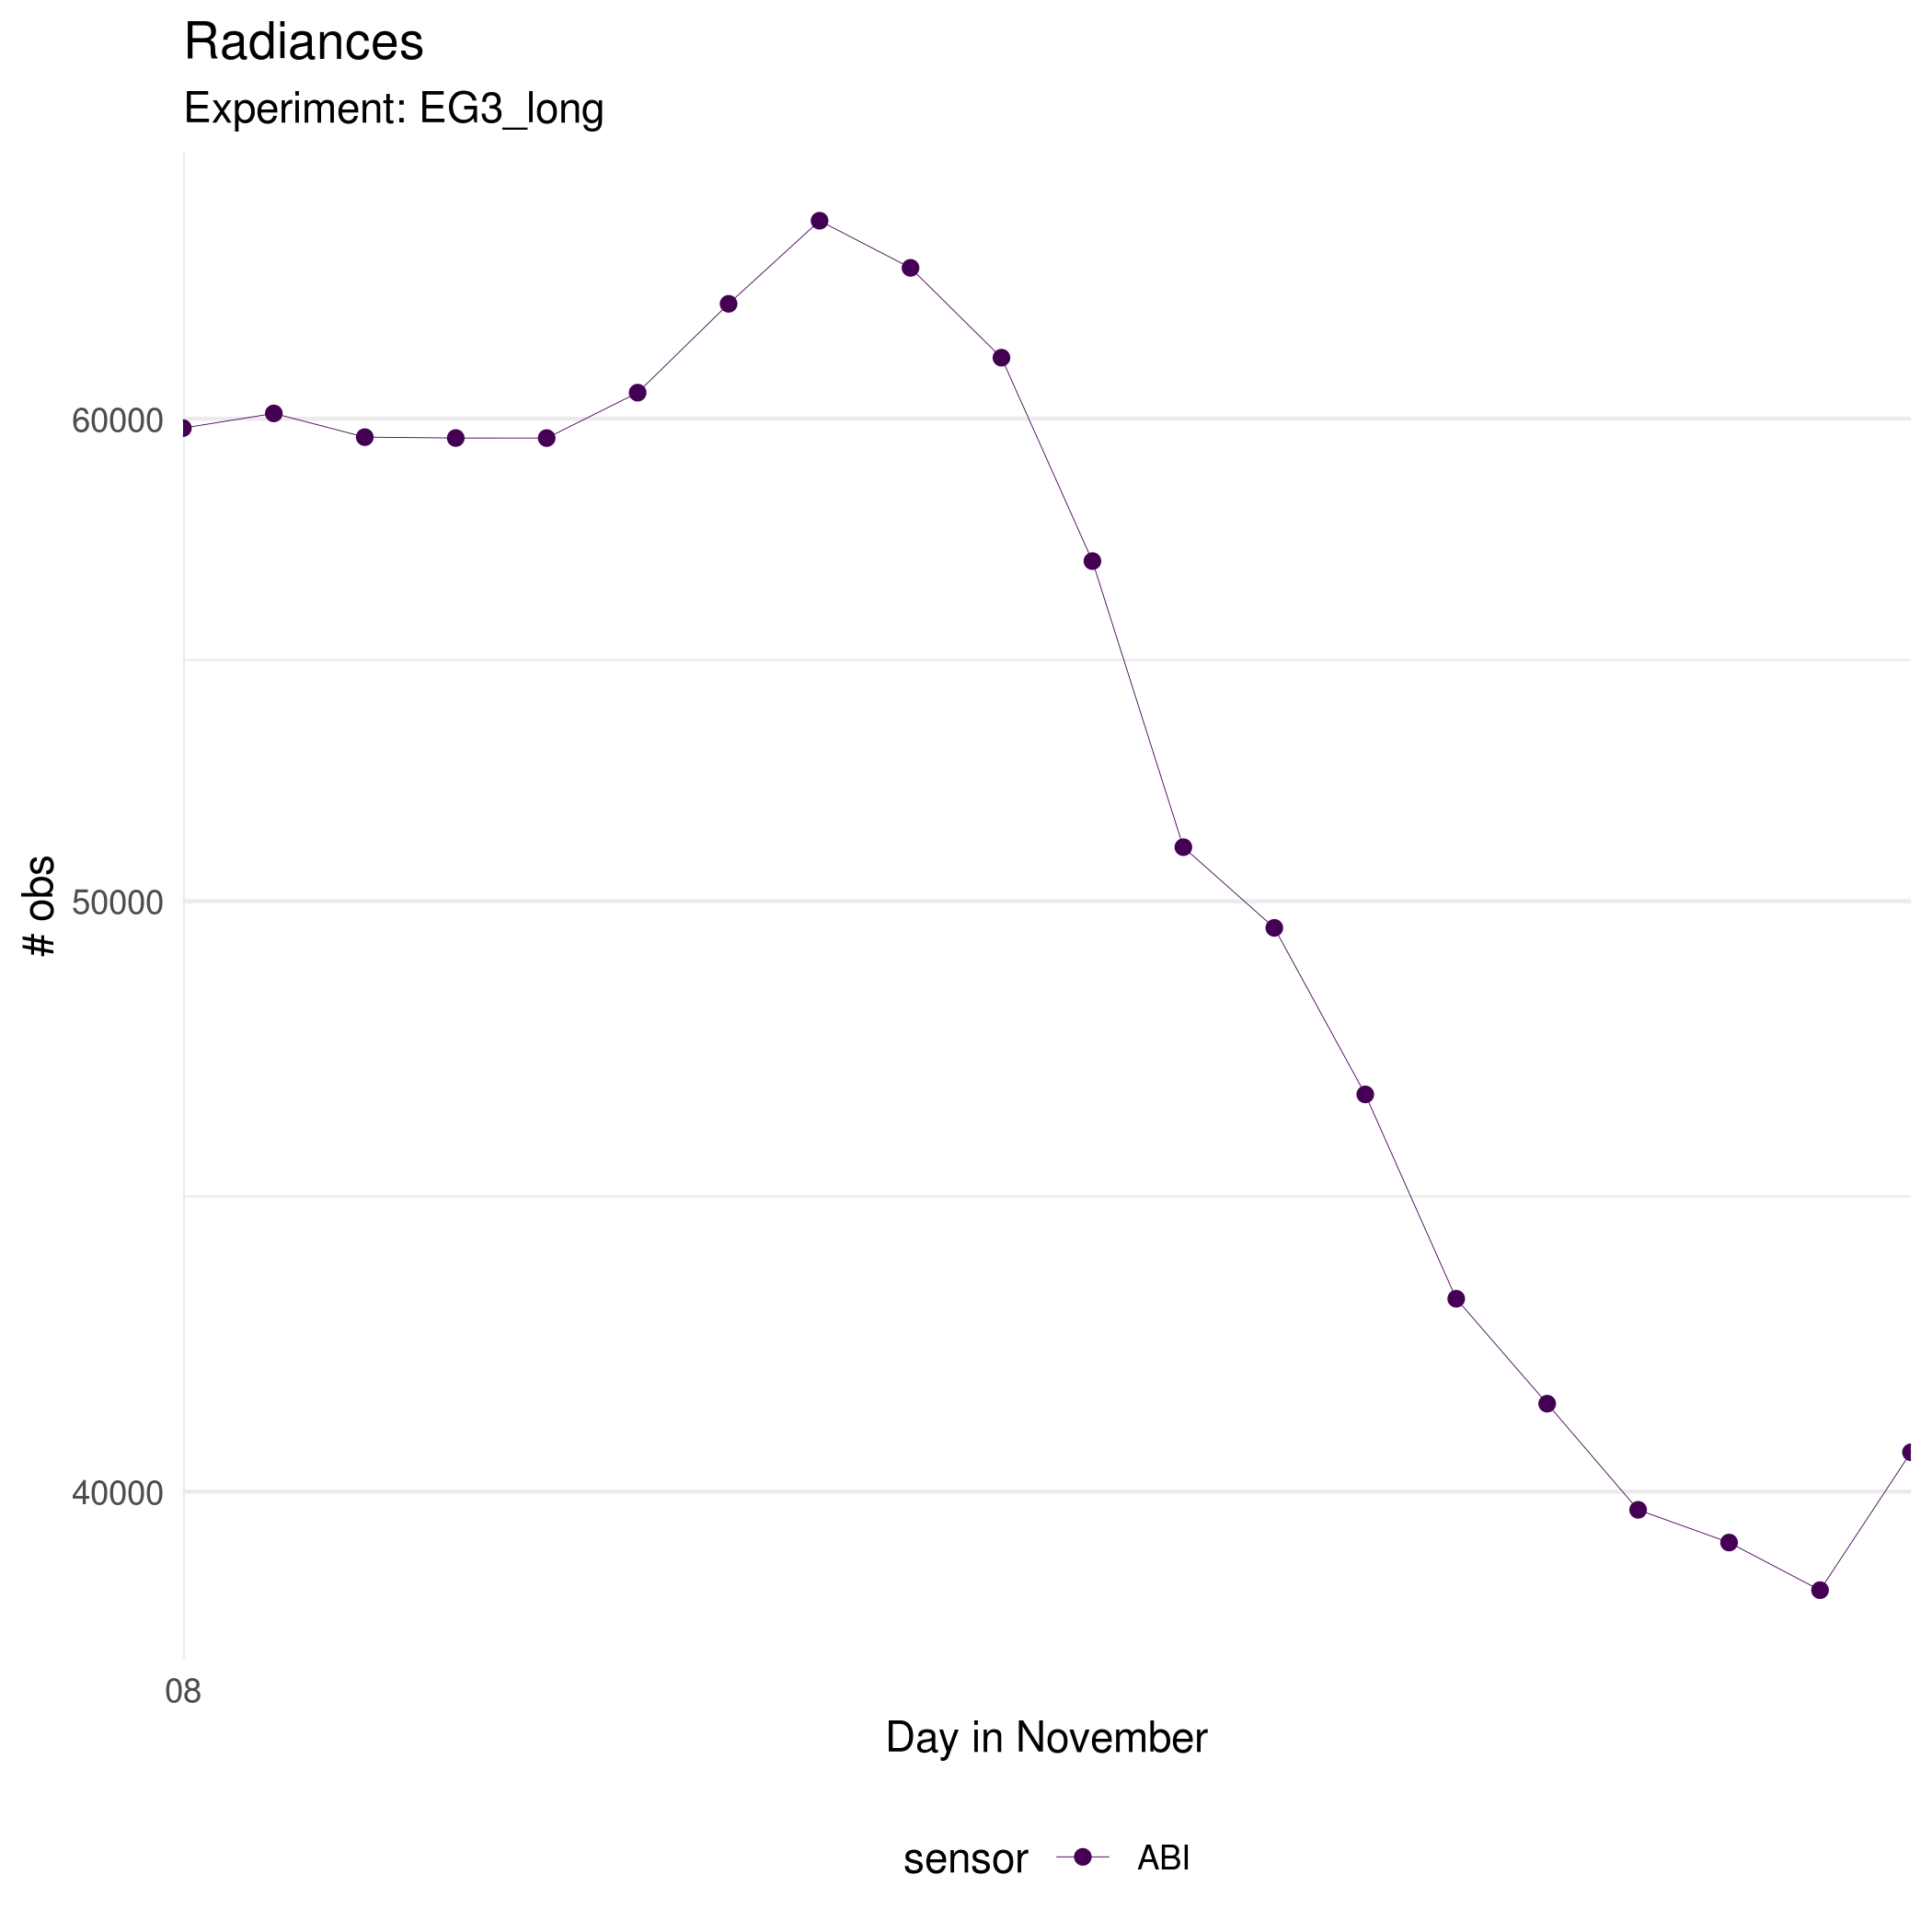 Radiances
Experiment: EG3_long
60000
50000
40000
# obs
08
Day in November
sensor ABI